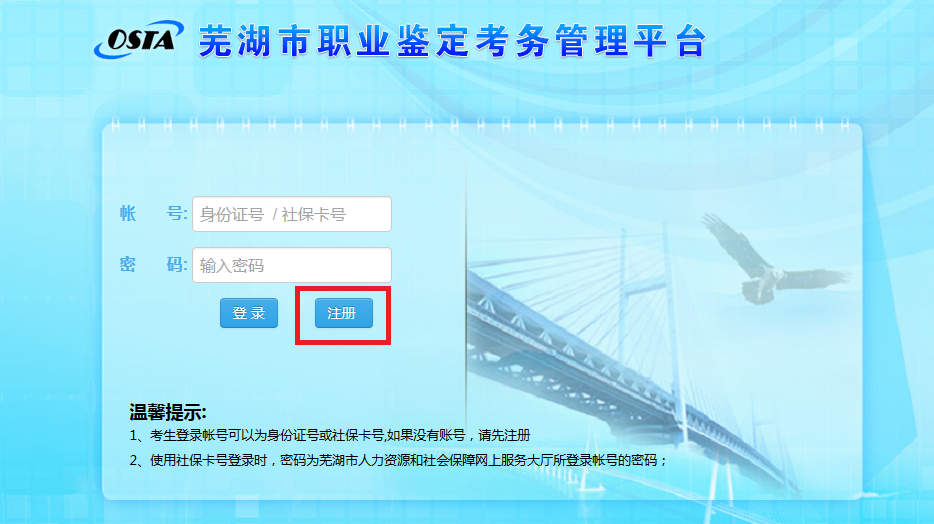 OSTA 芜湖市职业鉴定考务管理平台
帐 号: 身份证号 / 社保卡号
密 码: 输入密码
登 录 注册
温馨提示:
1、考生登录帐号可以为身份证号或社保卡号,如果没有账号，请先注册
2、使用社保卡号登录时，密码为芜湖市人力资源和社会保障网上服务大厅所登录帐号的密码；